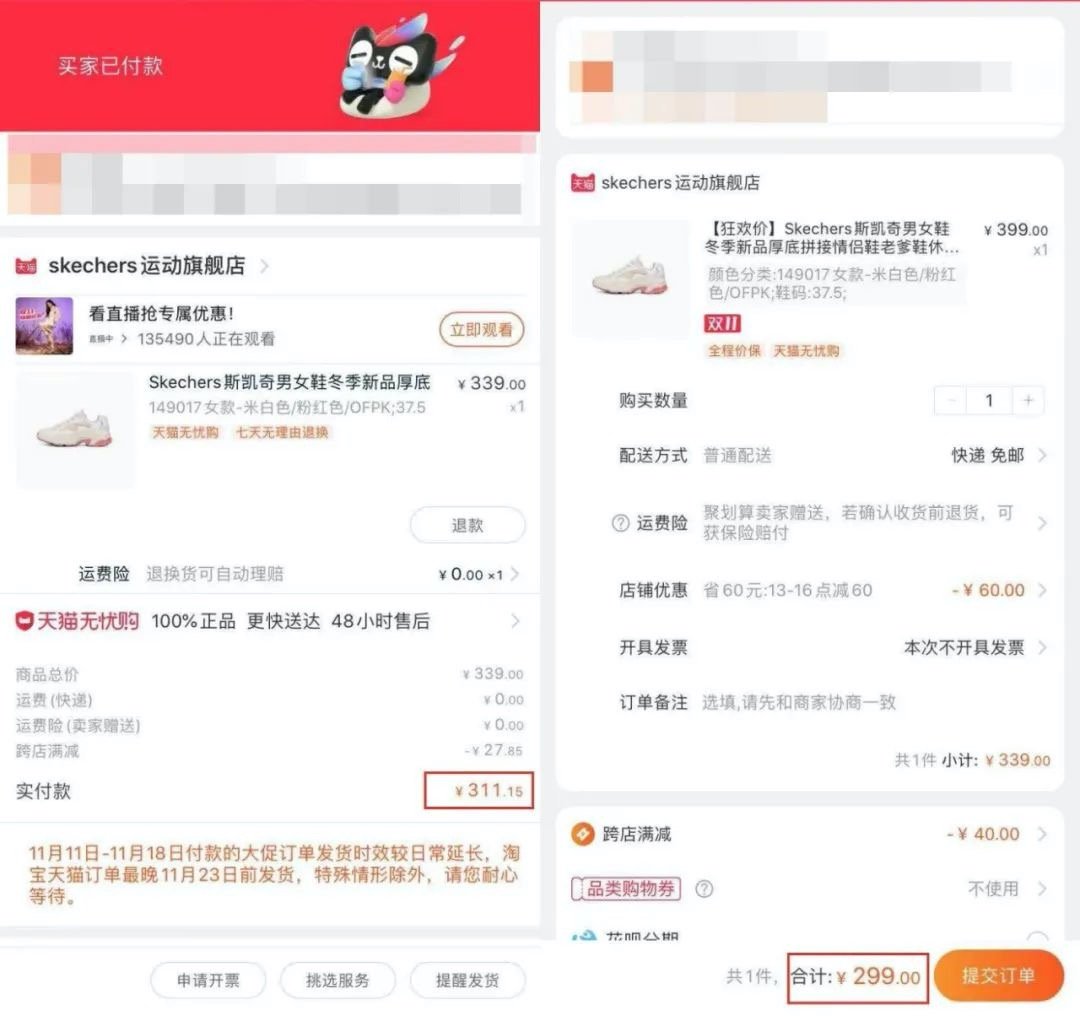 买家已付款
天猫 skechers运动旗舰店
看直播抢专属优惠!
直播中 135490人正在观看
立即观看
Skechers斯凯奇男女鞋冬季新品厚底
¥339.00
149017女款-米白色/粉红色/OFPK;37.5
x1
天猫无忧购 七天无理由退换
退款
运费险 退换货可自动理赔 ¥0.00 ×1
天猫无忧购 100%正品 更快送达 48小时售后
商品总价 ¥339.00
运费(快递) ¥0.00
运费险(卖家赠送) ¥0.00
跨店满减 -¥27.85
实付款 ¥311.15
11月11日-11月18日付款的大促订单发货时效较日常延长，淘
宝天猫订单最晚11月23日前发货，特殊情形除外，请您耐心
等待。
申请开票 挑选服务 提醒发货
天猫 skechers运动旗舰店
【狂欢价】Skechers斯凯奇男女鞋 ¥399.00
冬季新品厚底拼接情侣鞋老爹鞋休... x1
颜色分类:149017女款-米白色/粉红
色/OFPK;鞋码:37.5;
双11
全程价保 天猫无忧购
购买数量 - 1 +
配送方式 普通配送 快递 免邮
? 运费险 聚划算卖家赠送，若确认收货前退货，可
获保险赔付
店铺优惠 省60元:13-16点减60 -¥60.00
开具发票 本次不开具发票
订单备注 选填,请先和商家协商一致
共1件 小计: ¥339.00
跨店满减 -¥40.00
品类购物券 ? 不使用
花呗分期
共1件, 合计: ¥299.00 提交订单